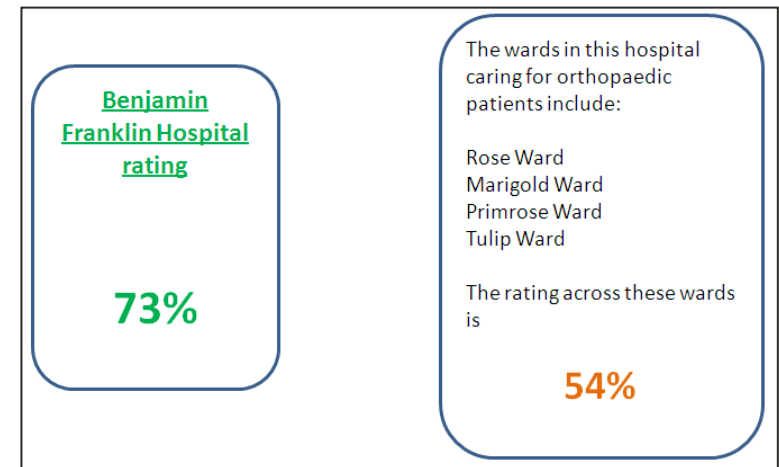 Benjamin
Franklin Hospital
rating
73%
The wards in this hospital
caring for orthopaedic
patients include:
Rose Ward
Marigold Ward
Primrose Ward
Tulip Ward
The rating across these wards
is
54%